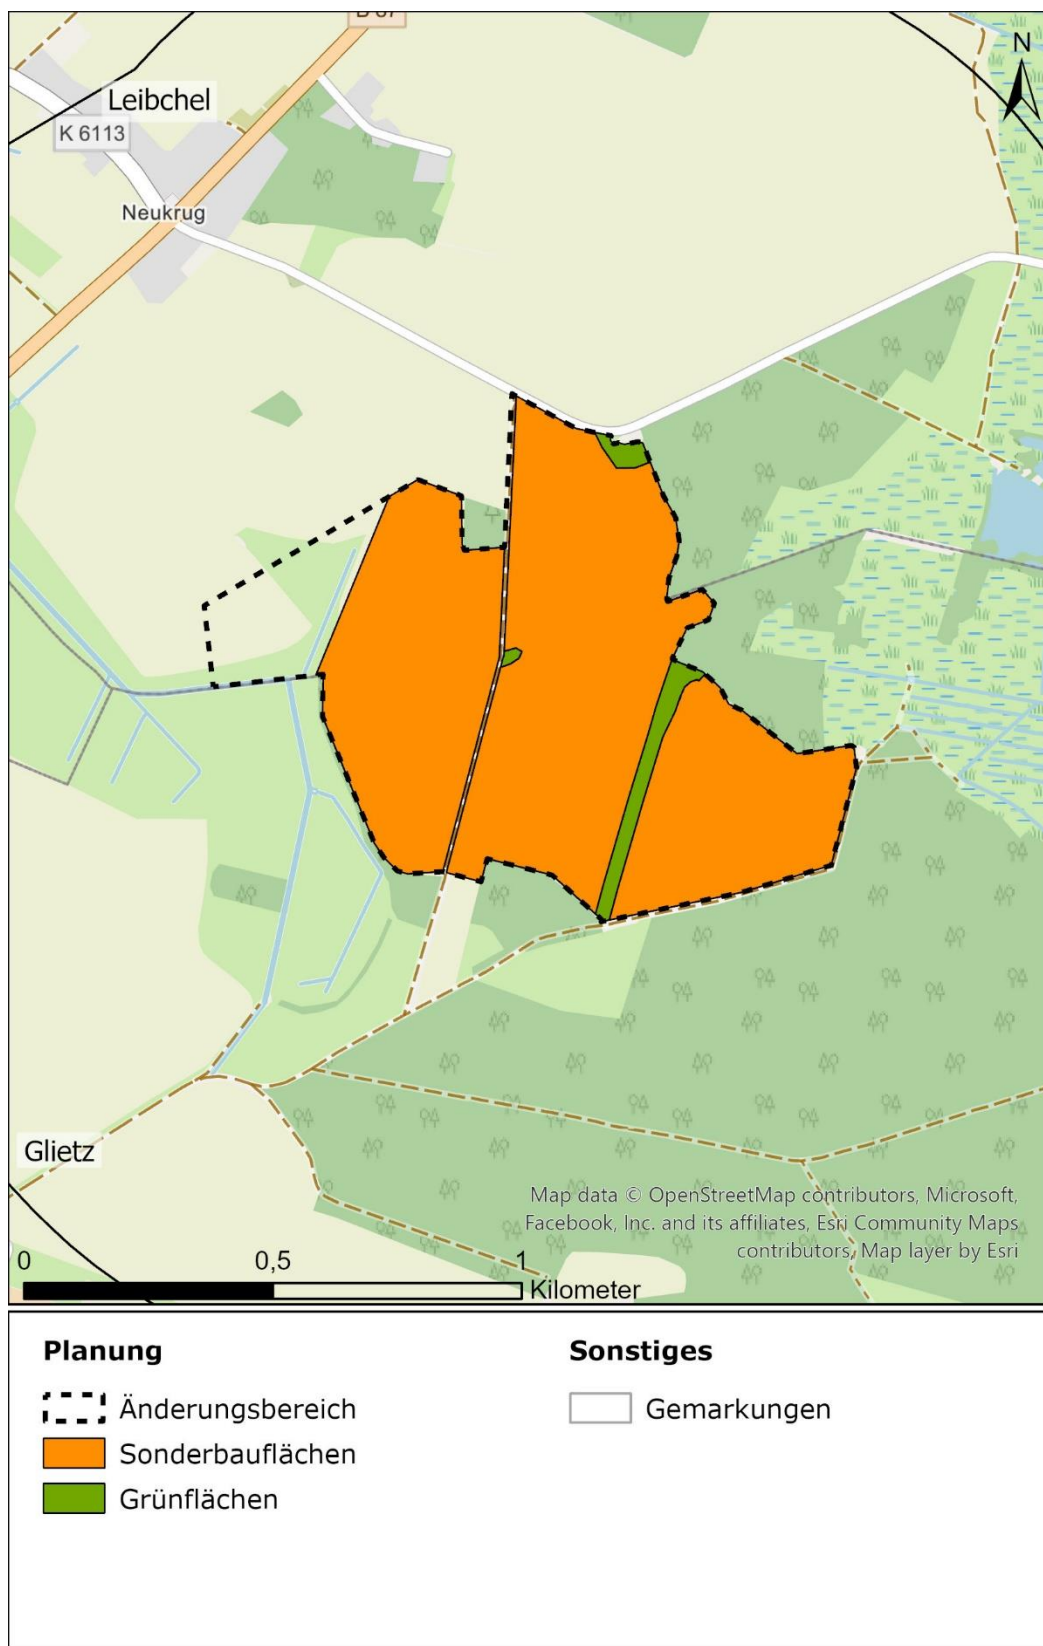 Leibchel
K 6113
Neukrug
N
Glietz
Map data © OpenStreetMap contributors, Microsoft,
Facebook, Inc. and its affiliates, Esri Community Maps
contributors, Map layer by Esri
0 0,5 1
Kilometer
Planung
Änderungsbereich
Sonderbauflächen
Grünflächen
Sonstiges
Gemarkungen